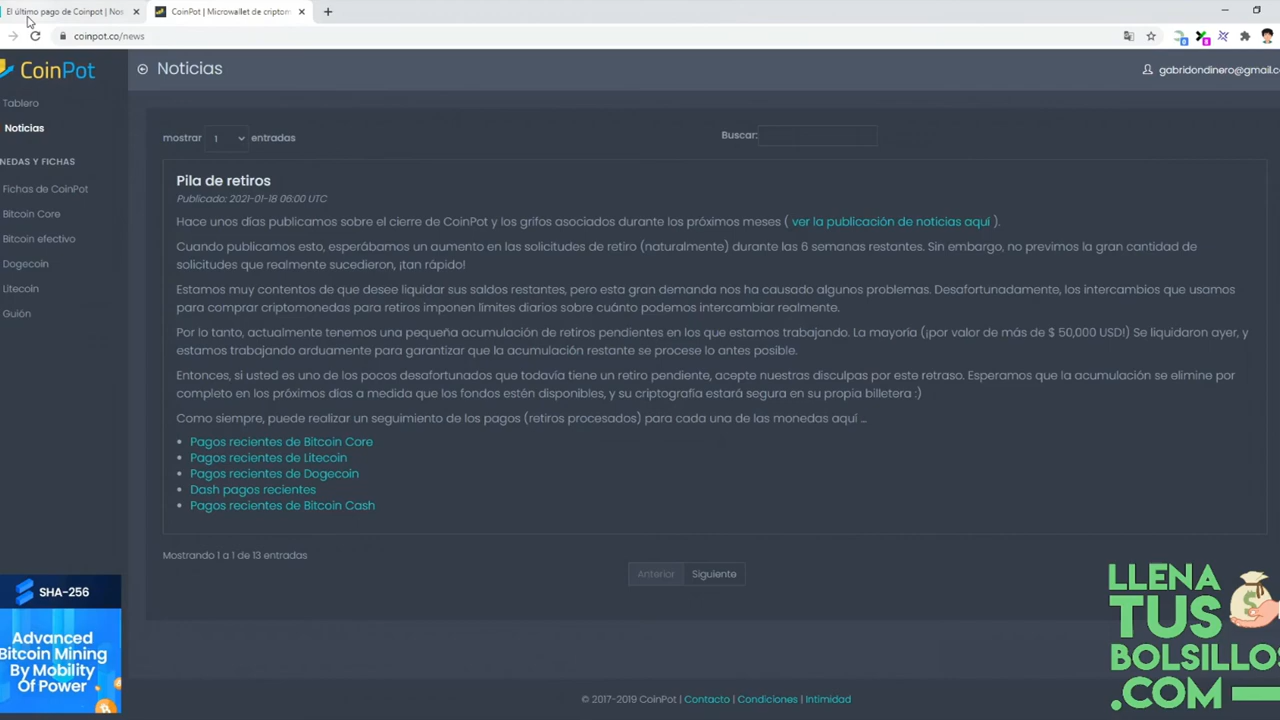 El último pago de Coinpot | Nos
CoinPot | Microwallet de criptom
coinpot.co/news
CoinPot
Noticias
gabridondinero@gmail.c
Tablero
Noticias
NEDAS Y FICHAS
Fichas de CoinPot
Bitcoin Core
Bitcoin efectivo
Dogecoin
Litecoin
Guión
mostrar 1 entradas
Buscar:
Pila de retiros
Publicado: 2021-01-18 06:00 UTC
Hace unos días publicamos sobre el cierre de CoinPot y los grifos asociados durante los próximos meses ( ver la publicación de noticias aquí ).
Cuando publicamos esto, esperábamos un aumento en las solicitudes de retiro (naturalmente) durante las 6 semanas restantes. Sin embargo, no previmos la gran cantidad de
solicitudes que realmente sucedieron, ¡tan rápido!
Estamos muy contentos de que desee liquidar sus saldos restantes, pero esta gran demanda nos ha causado algunos problemas. Desafortunadamente, los intercambios que usamos
para comprar criptomonedas para retiros imponen límites diarios sobre cuánto podemos intercambiar realmente.
Por lo tanto, actualmente tenemos una pequeña acumulación de retiros pendientes en los que estamos trabajando. La mayoría (¡por valor de más de $ 50,000 USD!) Se liquidaron ayer, y
estamos trabajando arduamente para garantizar que la acumulación restante se procese lo antes posible.
Entonces, si usted es uno de los pocos desafortunados que todavía tiene un retiro pendiente, acepte nuestras disculpas por este retraso. Esperamos que la acumulación se elimine por
completo en los próximos días a medida que los fondos estén disponibles, y su criptografía estará segura en su propia billetera :)
Como siempre, puede realizar un seguimiento de los pagos (retiros procesados) para cada una de las monedas aquí ...
Pagos recientes de Bitcoin Core
Pagos recientes de Litecoin
Pagos recientes de Dogecoin
Dash pagos recientes
Pagos recientes de Bitcoin Cash
Mostrando 1 a 1 de 13 entradas
Anterior Siguiente
SHA-256
Advanced
Bitcoin Mining
By Mobility
Of Power
LLENA
TUS
BOLSILLOS
.COM
© 2017-2019 CoinPot | Contacto | Condiciones | Intimidad